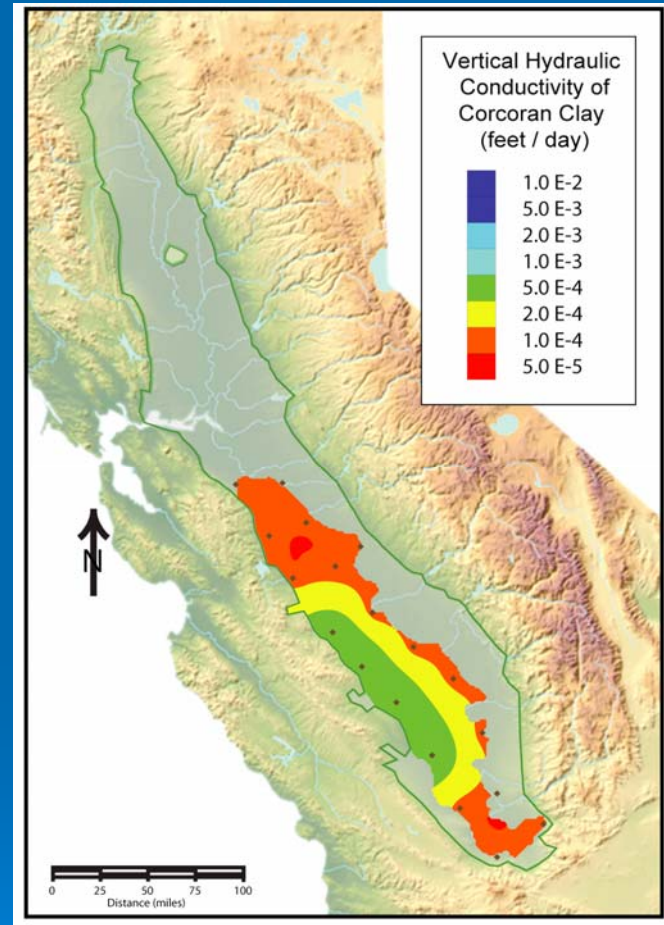 Vertical Hydraulic
Conductivity of
Corcoran Clay
(feet / day)
1.0 E-2
5.0 E-3
2.0 E-3
1.0 E-3
5.0 E-4
2.0 E-4
1.0 E-4
5.0 E-5
N
0 25 50 75 100
Distance (miles)